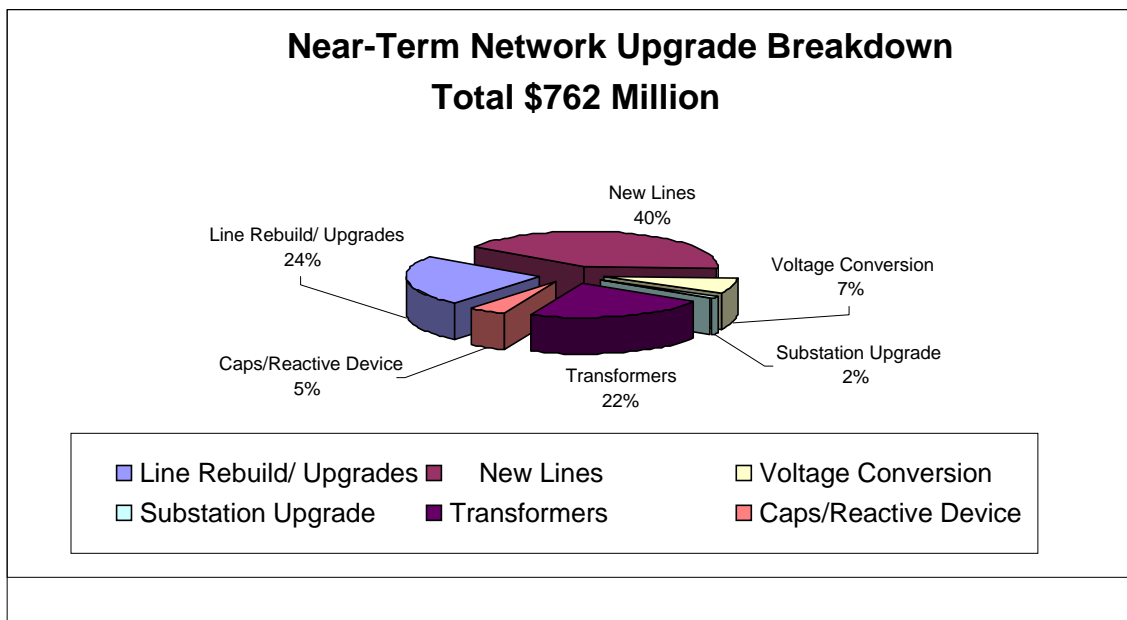 Near-Term Network Upgrade Breakdown
Total $762 Million
New Lines
40%
Line Rebuild/ Upgrades
24%
Voltage Conversion
7%
Substation Upgrade
2%
Caps/Reactive Device
5%
Transformers
22%
Line Rebuild/ Upgrades
New Lines
Voltage Conversion
Substation Upgrade
Transformers
Caps/Reactive Device